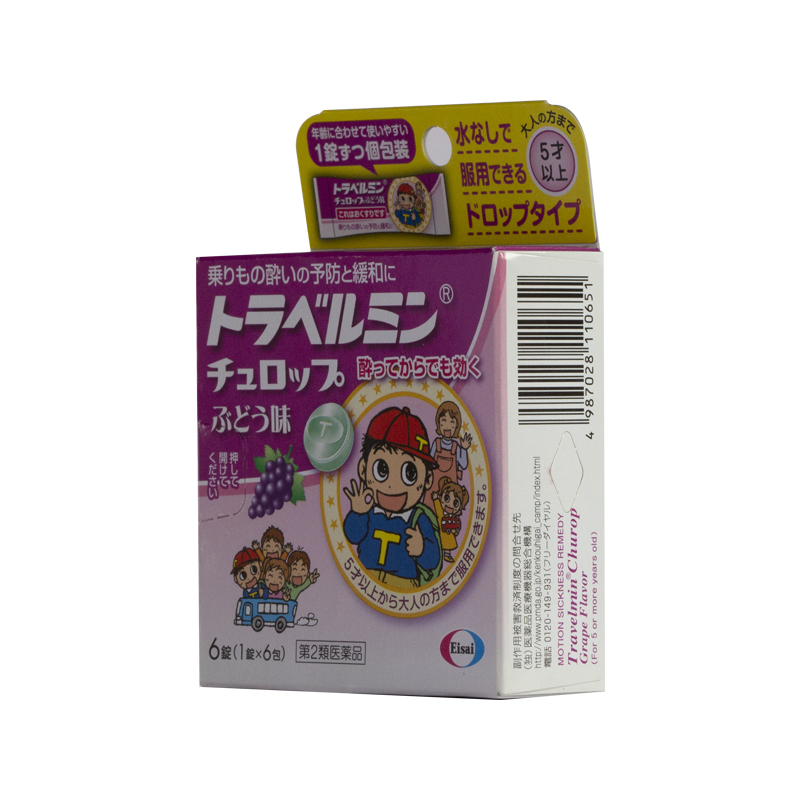 年齢に合わせて使いやすい
1錠ずつ個包装
トラベルミン
チュロップぶどう味
これはおくすりです
乗りもの酔いの予防と緩和に
水なしで
服用できる
ドロップタイプ
大人の方まで
5才
以上
乗りもの酔いの予防と緩和に
トラベルミン®
チュロップ
酔ってからでも効く
ぶどう味
T
押して
開けて
ください
T
T
5才以上から大人の方まで服用できます。
6錠(1錠×6包)
第2類医薬品
Eisai
4 987028 110651
副作用被害救済制度の問合せ先
(独)医薬品医療機器総合機構
http://www.pmda.go.jp/kenkouhigai_camp/index.html
電話 0120-149-931(フリーダイヤル)
MOTION SICKNESS REMEDY
Travelmin® Churop
Grape Flavor
(For 5 or more years old)